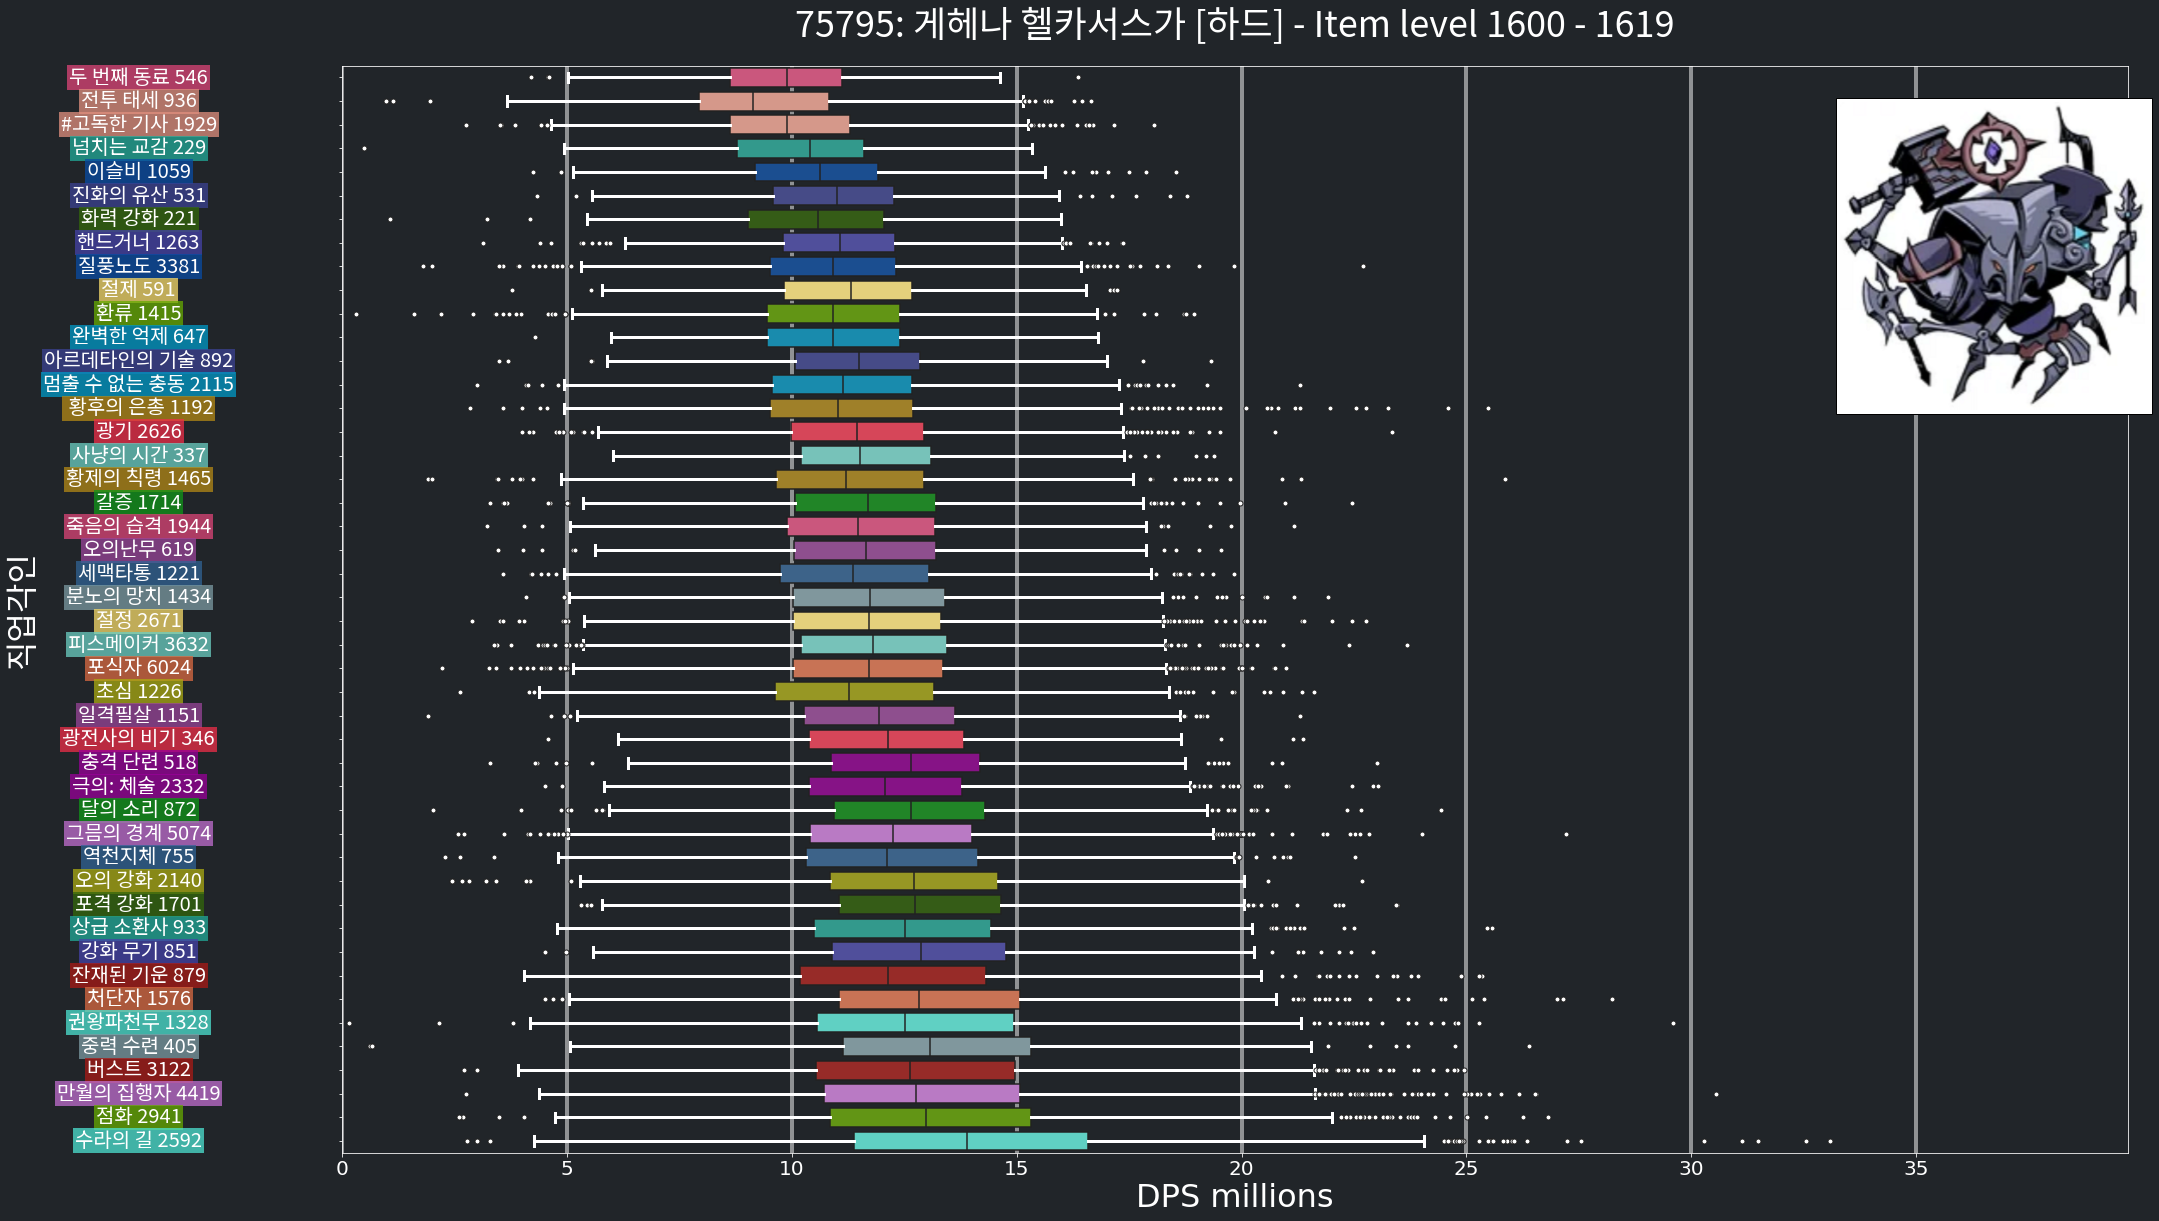 75795: 게헤나 헬카서스가 [하드] - Item level 1600 - 1619
두 번째 동료 546
전투 태세 936
#고독한 기사 1929
넘치는 교감 229
이슬비 1059
진화의 유산 531
화력 강화 221
핸드거너 1263
질풍노도 3381
절제 591
환류 1415
완벽한 억제 647
아르데타인의 기술 892
멈출 수 없는 충동 2115
황후의 은총 1192
광기 2626
사냥의 시간 337
황제의 칙령 1465
갈증 1714
죽음의 습격 1944
오의난무 619
세맥타통 1221
분노의 망치 1434
절정 2671
피스메이커 3632
포식자 6024
초심 1226
일격필살 1151
광전사의 비기 346
충격 단련 518
극의: 체술 2332
달의 소리 872
그믐의 경계 5074
역천지체 755
오의 강화 2140
포격 강화 1701
상급 소환사 933
강화 무기 851
잔재된 기운 879
처단자 1576
권왕파천무 1328
중력 수련 405
버스트 3122
만월의 집행자 4419
점화 2941
수라의 길 2592
직업각인
0 5 10 15 20 25 30 35
DPS millions